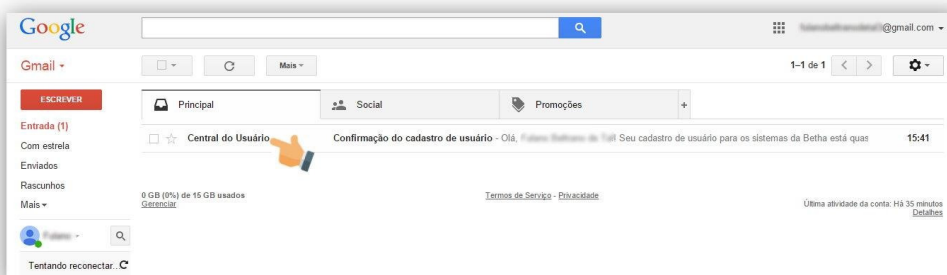 Google
@gmail.com
Gmail
Mais
1–1 de 1
ESCREVER
Principal
Social
Promoções
+
Entrada (1)
Central do Usuário
Confirmação do cadastro de usuário - Olá, Seu cadastro de usuário para os sistemas da Betha está quas
15:41
Com estrela
Enviados
Rascunhos
Mais
0 GB (0%) de 15 GB usados
Gerenciar
Termos de Serviço - Privacidade
Última atividade da conta: Há 35 minutos
Detalhes
Tentando reconectar...